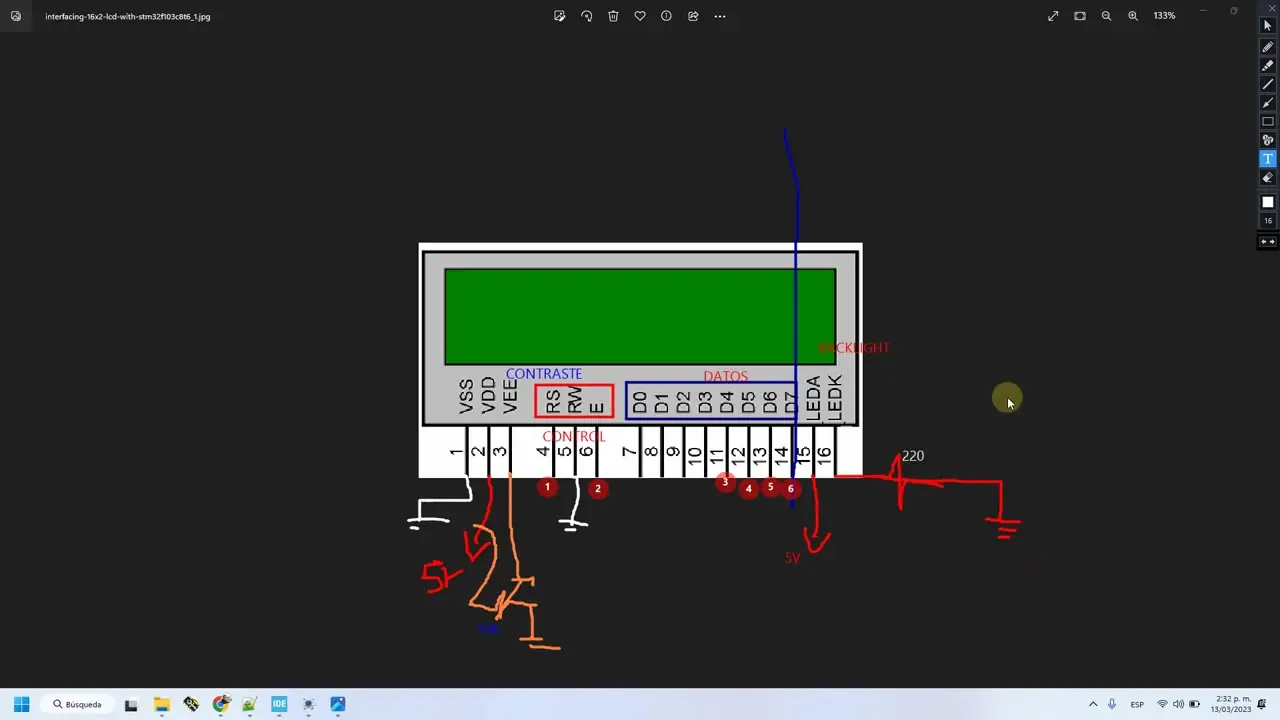 interfacing-16x2-lcd-with-stm32f103c8t6_1.jpg
133%
T
16
BACKLIGHT
CONTRASTE
DATOS
VSS VDD VEE RS RW E D0 D1 D2 D3 D4 D5 D6 D7 LEDA LEDK
CONTROL
1 2 3 4 5 6 7 8 9 10 11 12 13 14 15 16
220
1 2 3 4 5 6
5V
5V
Búsqueda
IDE
ESP
2:32 p. m.
13/03/2023